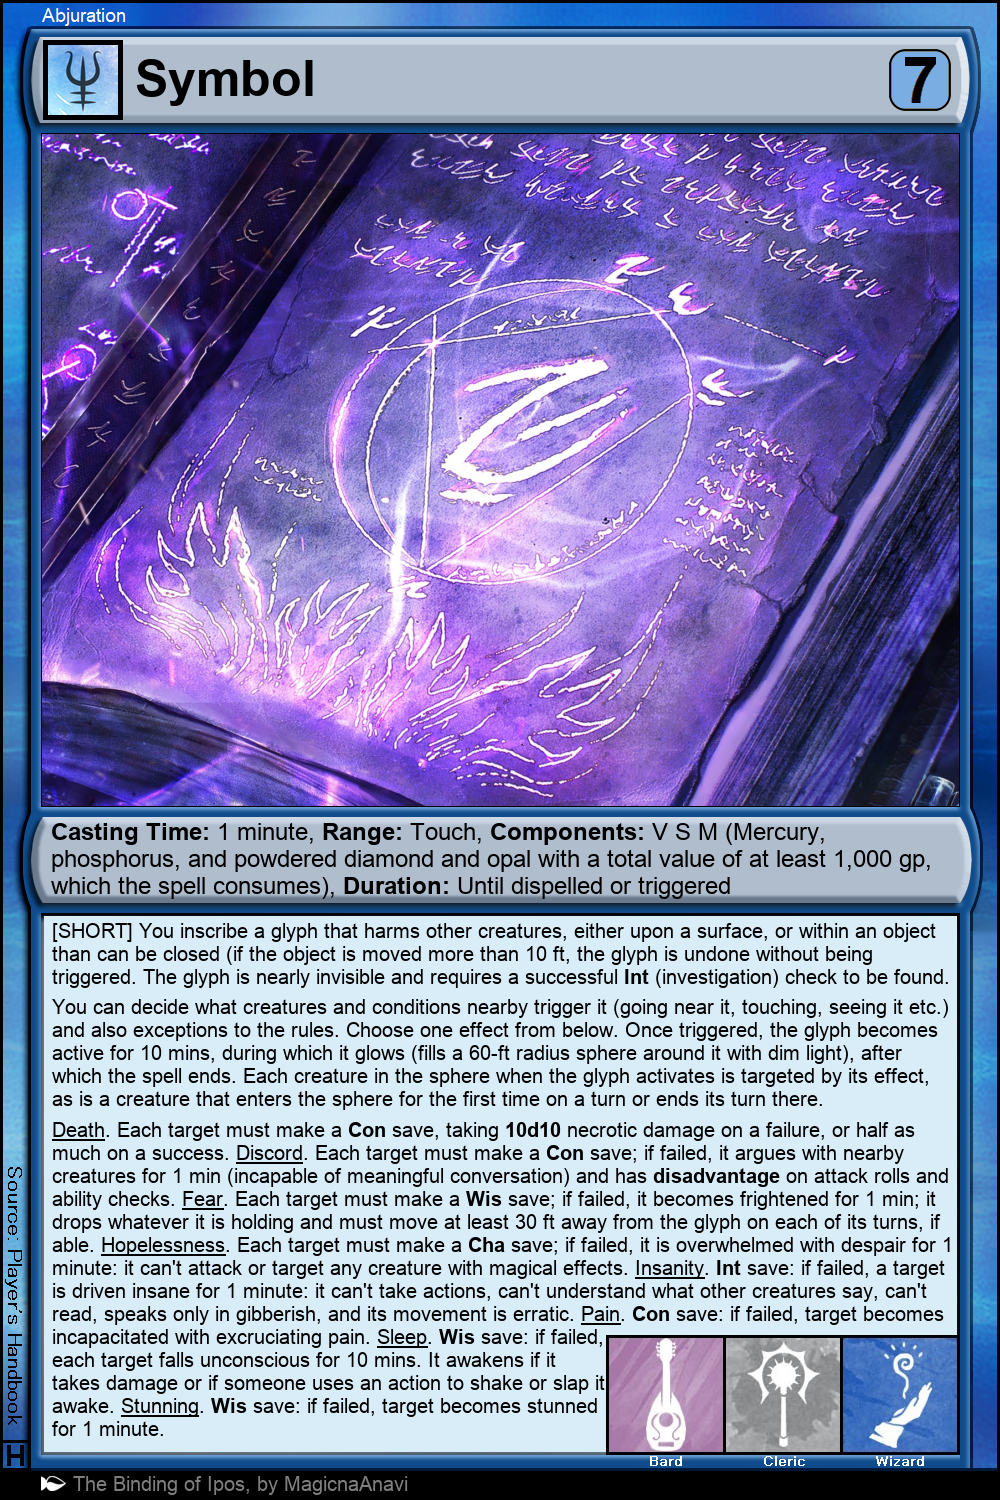 Abjuration
Symbol
7
Casting Time: 1 minute, Range: Touch, Components: V S M (Mercury,
phosphorus, and powdered diamond and opal with a total value of at least 1,000 gp,
which the spell consumes), Duration: Until dispelled or triggered
[SHORT] You inscribe a glyph that harms other creatures, either upon a surface, or within an object
than can be closed (if the object is moved more than 10 ft, the glyph is undone without being
triggered. The glyph is nearly invisible and requires a successful Int (investigation) check to be found.
You can decide what creatures and conditions nearby trigger it (going near it, touching, seeing it etc.)
and also exceptions to the rules. Choose one effect from below. Once triggered, the glyph becomes
active for 10 mins, during which it glows (fills a 60-ft radius sphere around it with dim light), after
which the spell ends. Each creature in the sphere when the glyph activates is targeted by its effect,
as is a creature that enters the sphere for the first time on a turn or ends its turn there.
Death. Each target must make a Con save, taking 10d10 necrotic damage on a failure, or half as
much on a success. Discord. Each target must make a Con save; if failed, it argues with nearby
creatures for 1 min (incapable of meaningful conversation) and has disadvantage on attack rolls and
ability checks. Fear. Each target must make a Wis save; if failed, it becomes frightened for 1 min; it
drops whatever it is holding and must move at least 30 ft away from the glyph on each of its turns, if
able. Hopelessness. Each target must make a Cha save; if failed, it is overwhelmed with despair for 1
minute: it can't attack or target any creature with magical effects. Insanity. Int save: if failed, a target
is driven insane for 1 minute: it can't take actions, can't understand what other creatures say, can't
read, speaks only in gibberish, and its movement is erratic. Pain. Con save: if failed, target becomes
incapacitated with excruciating pain. Sleep. Wis save: if failed,
each target falls unconscious for 10 mins. It awakens if it
takes damage or if someone uses an action to shake or slap it
awake. Stunning. Wis save: if failed, target becomes stunned
for 1 minute.
Bard
Cleric
Wizard
Source: Player's Handbook
H
The Binding of Ipos, by MagicnaAnavi